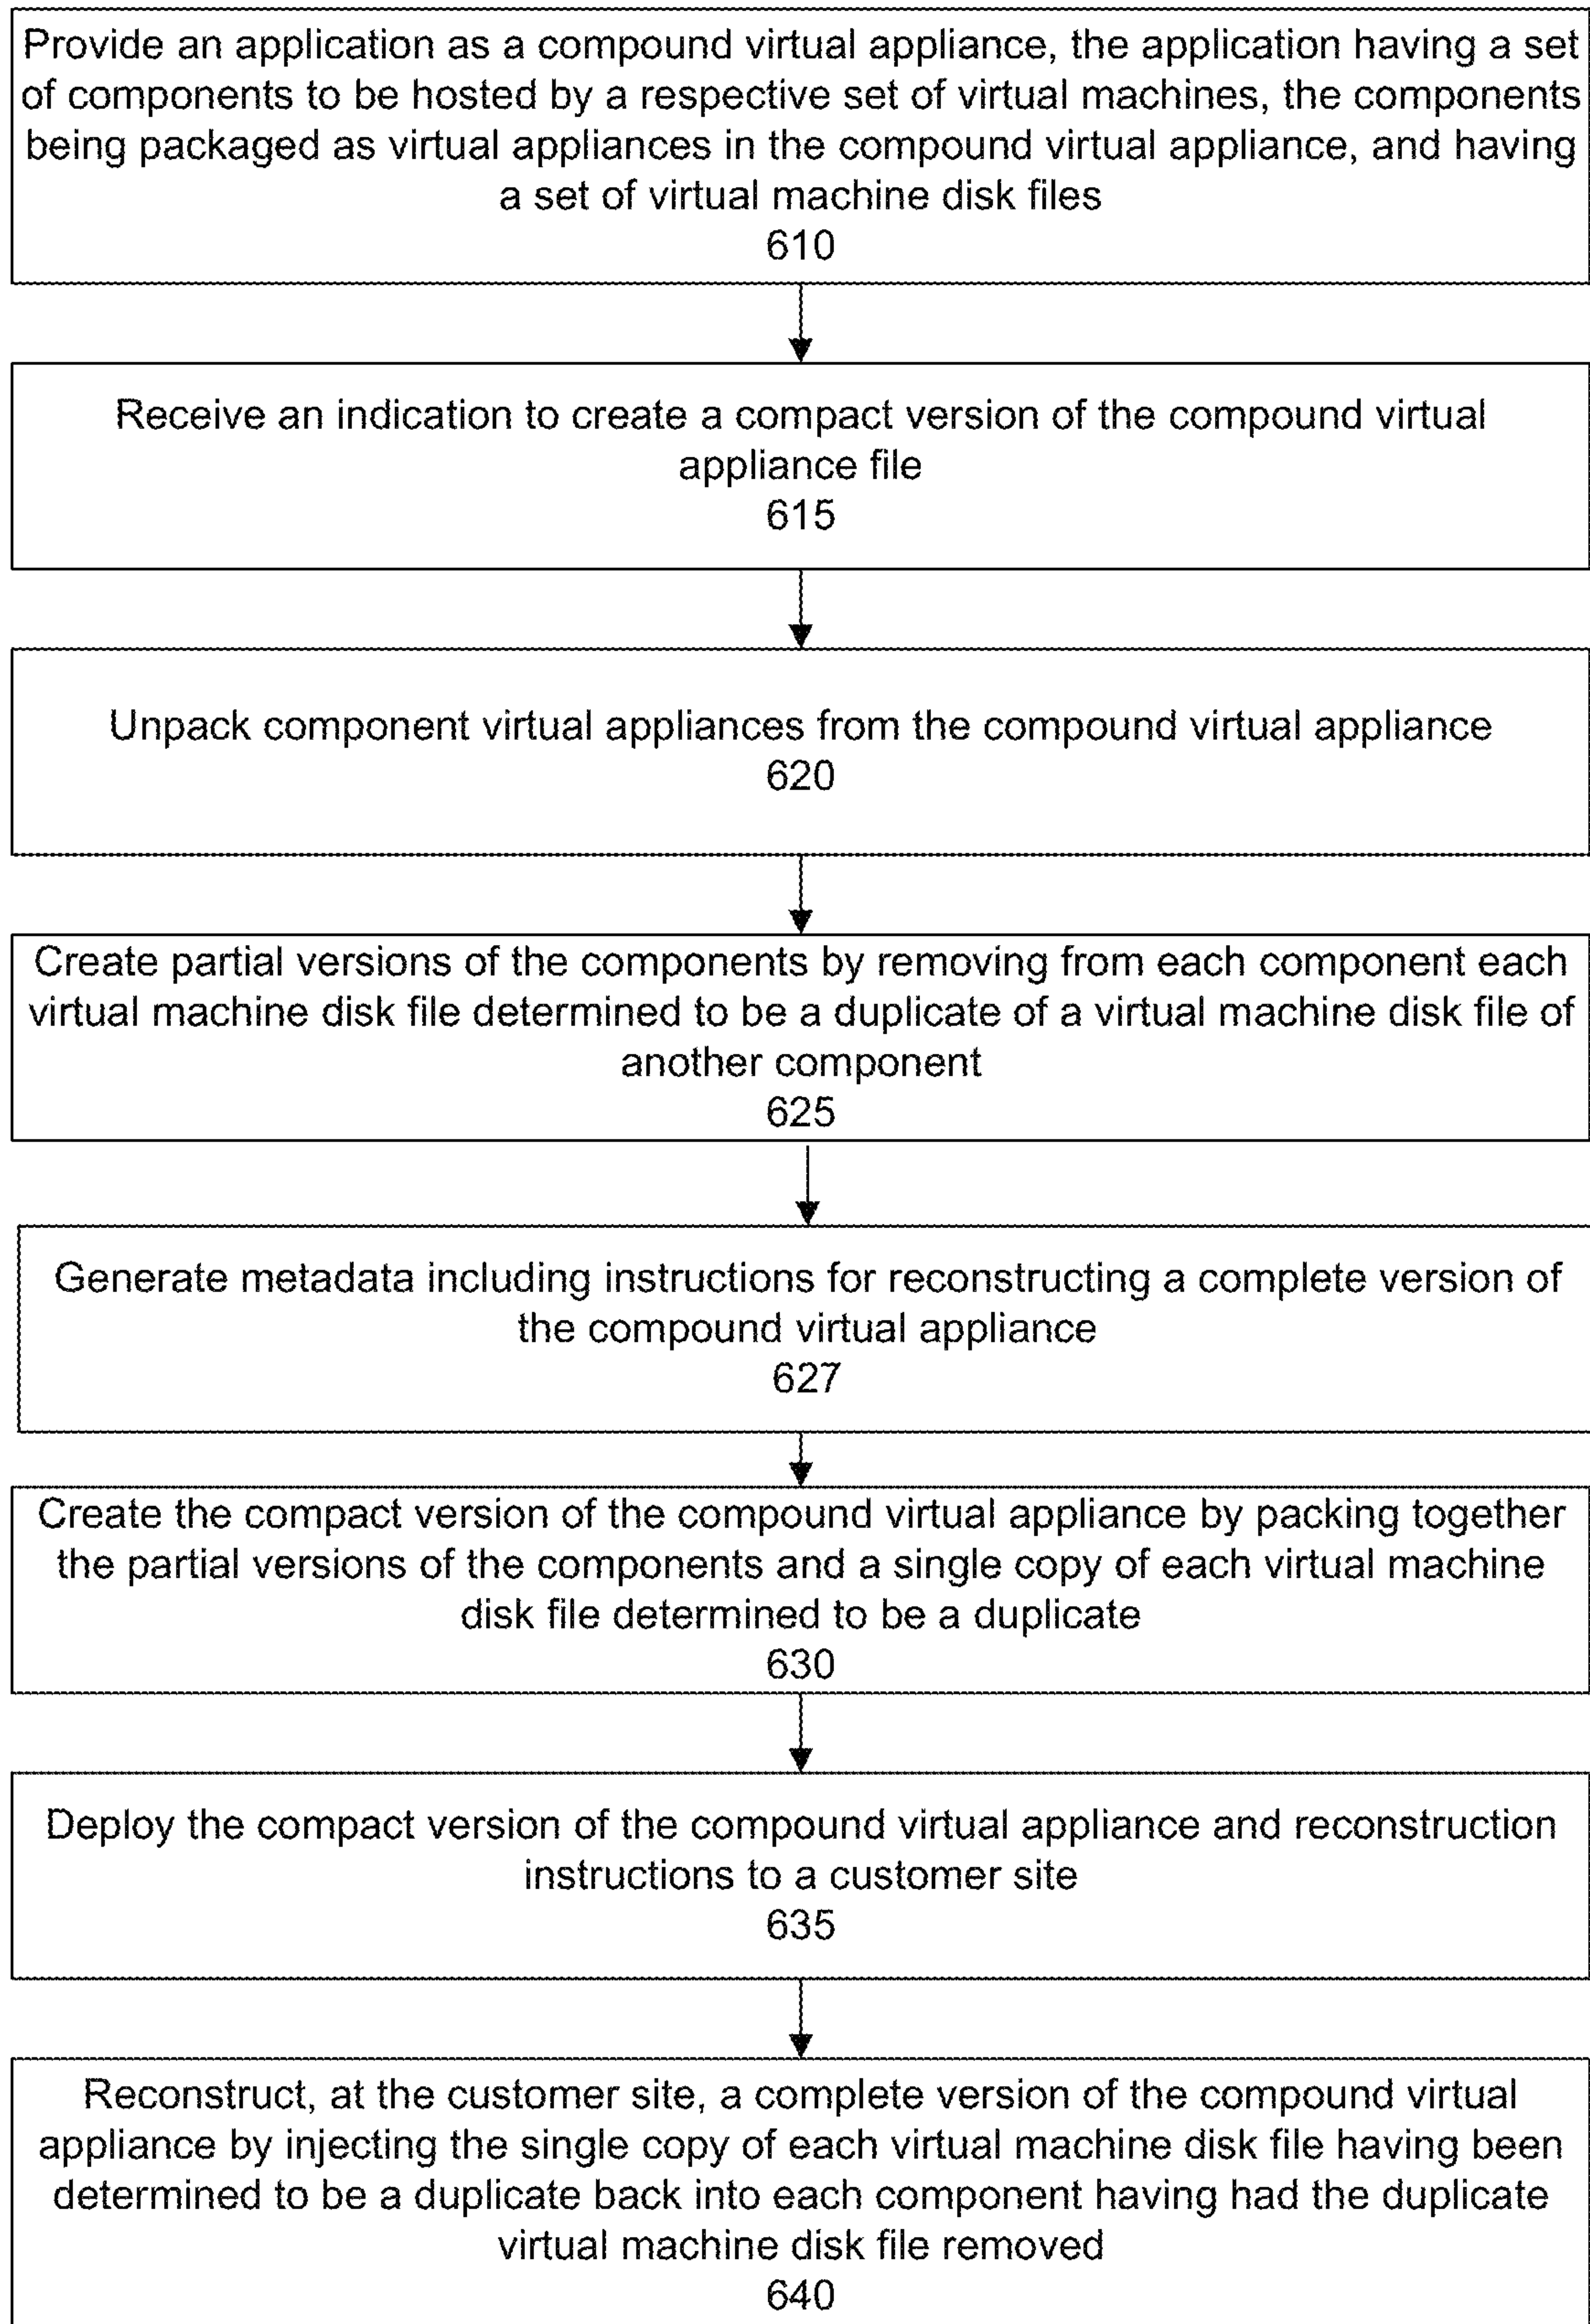 Provide an application as a compound virtual appliance, the application having a set
of components to be hosted by a respective set of virtual machines, the components
being packaged as virtual appliances in the compound virtual appliance, and having
a set of virtual machine disk files
610
Receive an indication to create a compact version of the compound virtual
appliance file
615
Unpack component virtual appliances from the compound virtual appliance
620
Create partial versions of the components by removing from each component each
virtual machine disk file determined to be a duplicate of a virtual machine disk file of
another component
625
Generate metadata including instructions for reconstructing a complete version of
the compound virtual appliance
627
Create the compact version of the compound virtual appliance by packing together
the partial versions of the components and a single copy of each virtual machine
disk file determined to be a duplicate
630
Deploy the compact version of the compound virtual appliance and reconstruction
instructions to a customer site
635
Reconstruct, at the customer site, a complete version of the compound virtual
appliance by injecting the single copy of each virtual machine disk file having been
determined to be a duplicate back into each component having had the duplicate
virtual machine disk file removed
640